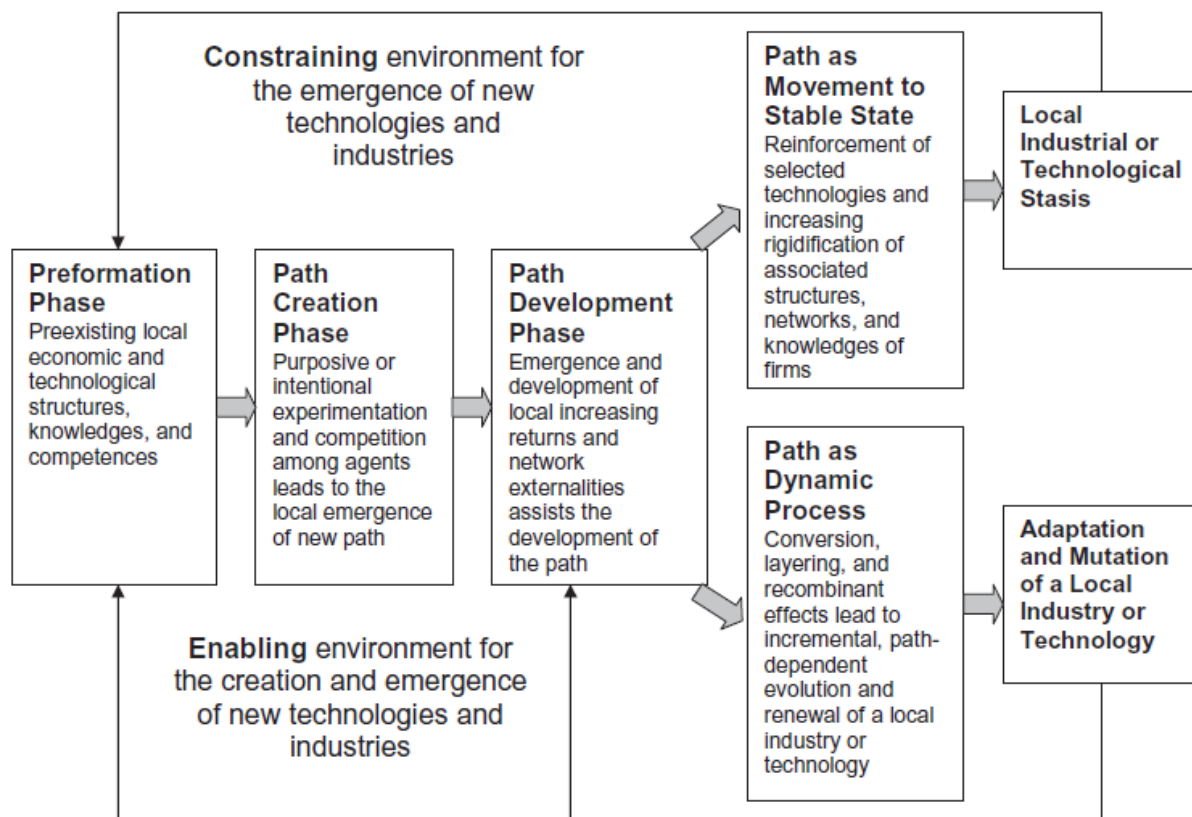 Constraining environment for
the emergence of new
technologies and
industries
Preformation
Phase
Preexisting local
economic and
technological
structures,
knowledges, and
competences
Path
Creation
Phase
Purposive or
intentional
experimentation
and competition
among agents
leads to the
local emergence
of new path
Path
Development
Phase
Emergence and
development of
local increasing
returns and
network
externalities
assists the
development of
the path
Path as
Movement to
Stable State
Reinforcement of
selected
technologies and
increasing
rigidification of
associated
structures,
networks, and
knowledges of
firms
Local
Industrial or
Technological
Stasis
Path as
Dynamic
Process
Conversion,
layering, and
recombinant
effects lead to
incremental, path-
dependent
evolution and
renewal of a local
industry or
technology
Adaptation
and Mutation
of a Local
Industry or
Technology
Enabling environment for
the creation and emergence
of new technologies and
industries